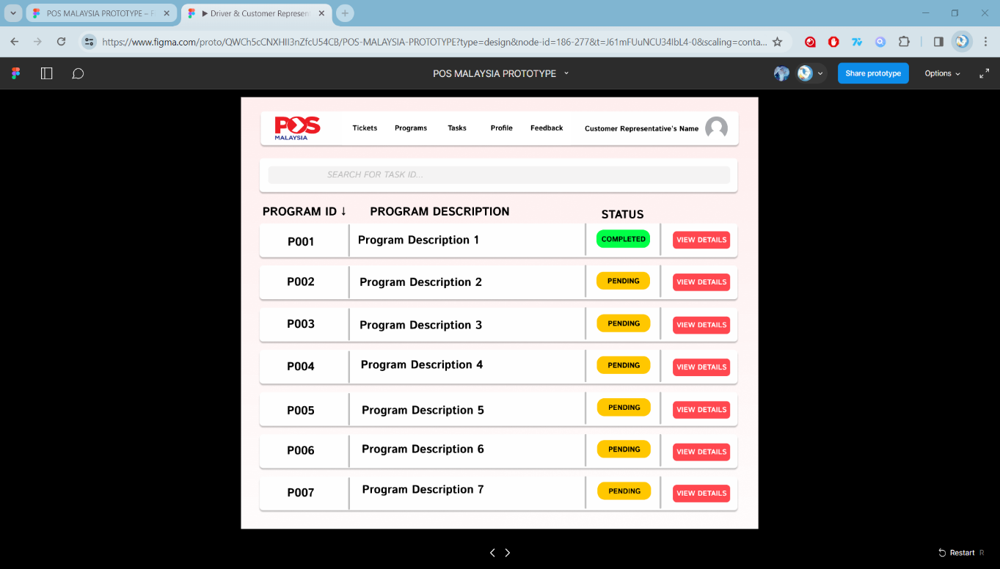 POS MALAYSIA PROTOTYPE – F
▶ Driver & Customer Represen
https://www.figma.com/proto/QWCh5cCNXHII3nZfcU54CB/POS-MALAYSIA-PROTOTYPE?type=design&node-id=186-277&t=J61mFUuNCU34lbL4-0&scaling=conta...
POS MALAYSIA PROTOTYPE
Share prototype
Options
POS
MALAYSIA
Tickets Programs Tasks Profile Feedback Customer Representative's Name
SEARCH FOR TASK ID...
PROGRAM ID ↓ PROGRAM DESCRIPTION STATUS
P001 Program Description 1 COMPLETED VIEW DETAILS
P002 Program Description 2 PENDING VIEW DETAILS
P003 Program Description 3 PENDING VIEW DETAILS
P004 Program Description 4 PENDING VIEW DETAILS
P005 Program Description 5 PENDING VIEW DETAILS
P006 Program Description 6 PENDING VIEW DETAILS
P007 Program Description 7 PENDING VIEW DETAILS
Restart R